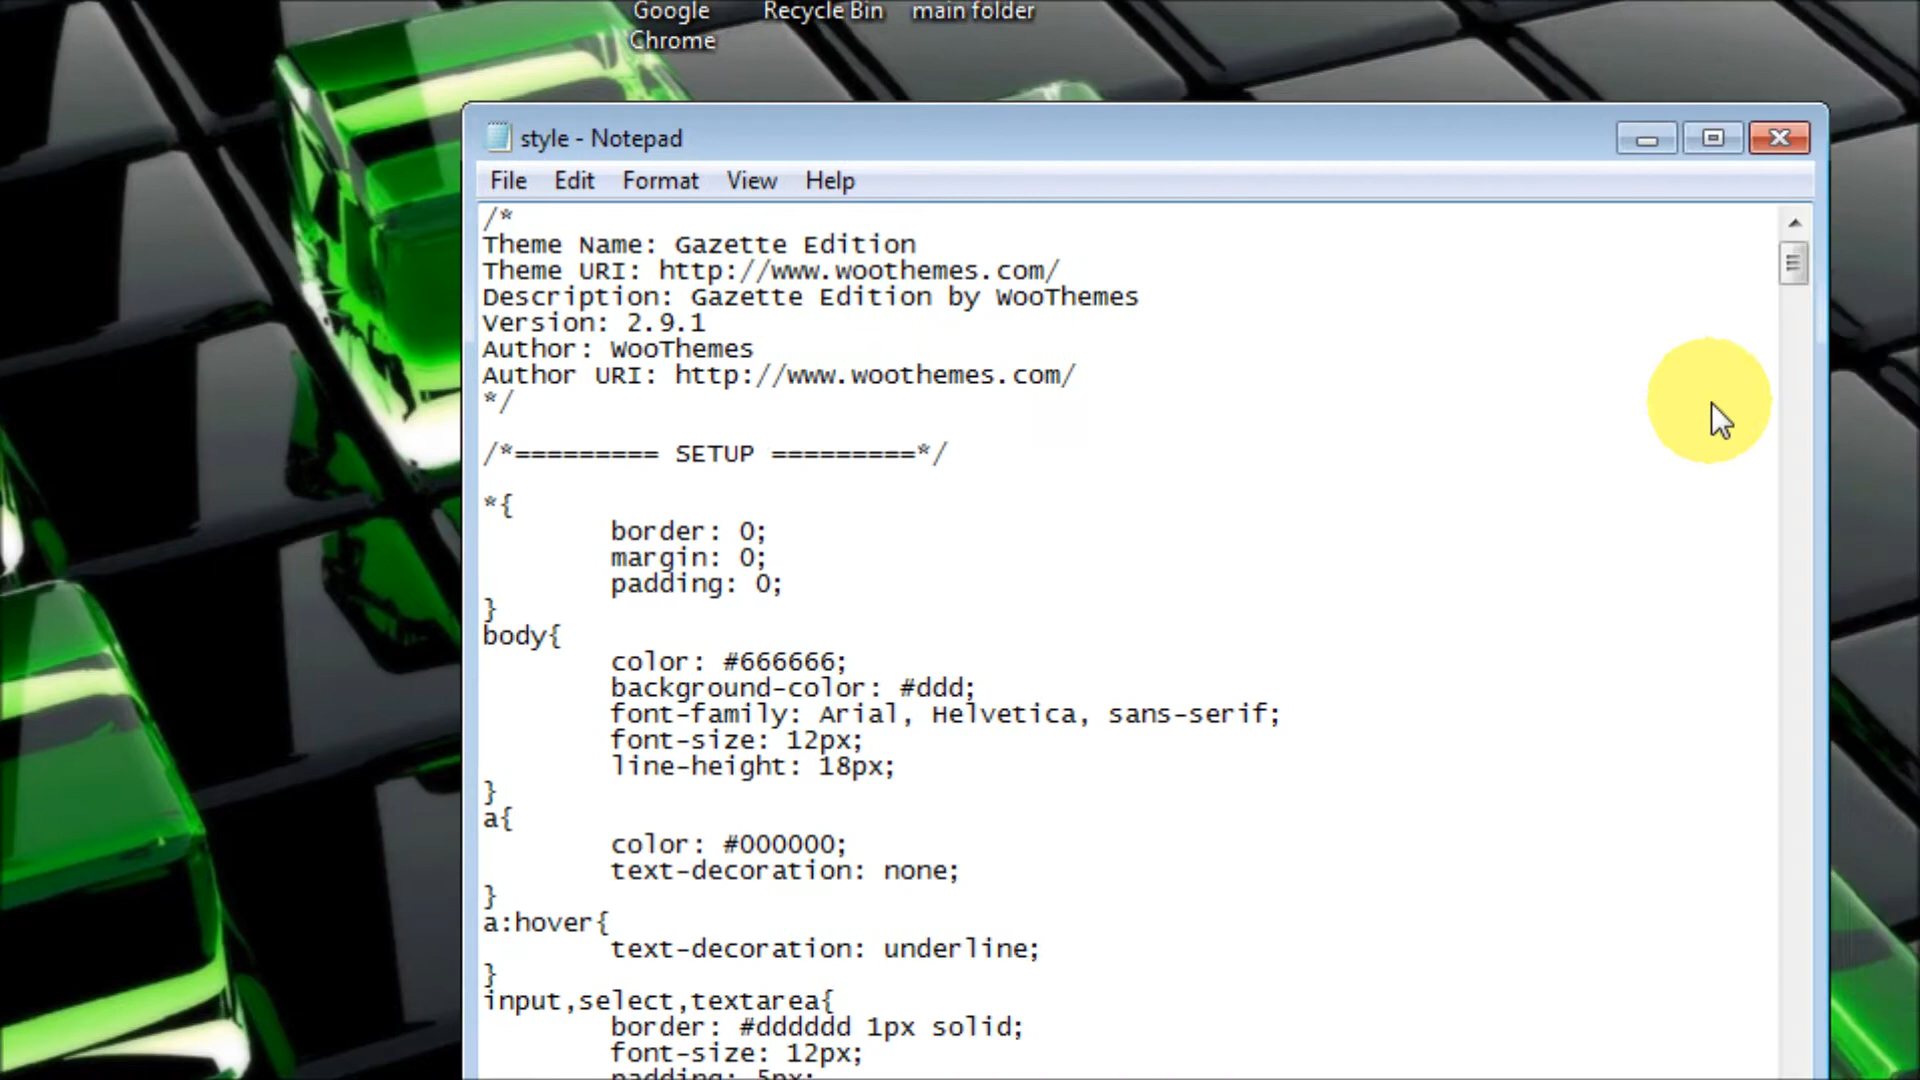 Google Chrome
Recycle Bin
main folder
style - Notepad
File Edit Format View Help
/*
Theme Name: Gazette Edition
Theme URI: http://www.woothemes.com/
Description: Gazette Edition by WooThemes
Version: 2.9.1
Author: WooThemes
Author URI: http://www.woothemes.com/
*/
/*========= SETUP =========*/
*{
border: 0;
margin: 0;
padding: 0;
}
body{
color: #666666;
background-color: #ddd;
font-family: Arial, Helvetica, sans-serif;
font-size: 12px;
line-height: 18px;
}
a{
color: #000000;
text-decoration: none;
}
a:hover{
text-decoration: underline;
}
input,select,textarea{
border: #dddddd 1px solid;
font-size: 12px;
padding: 5px;